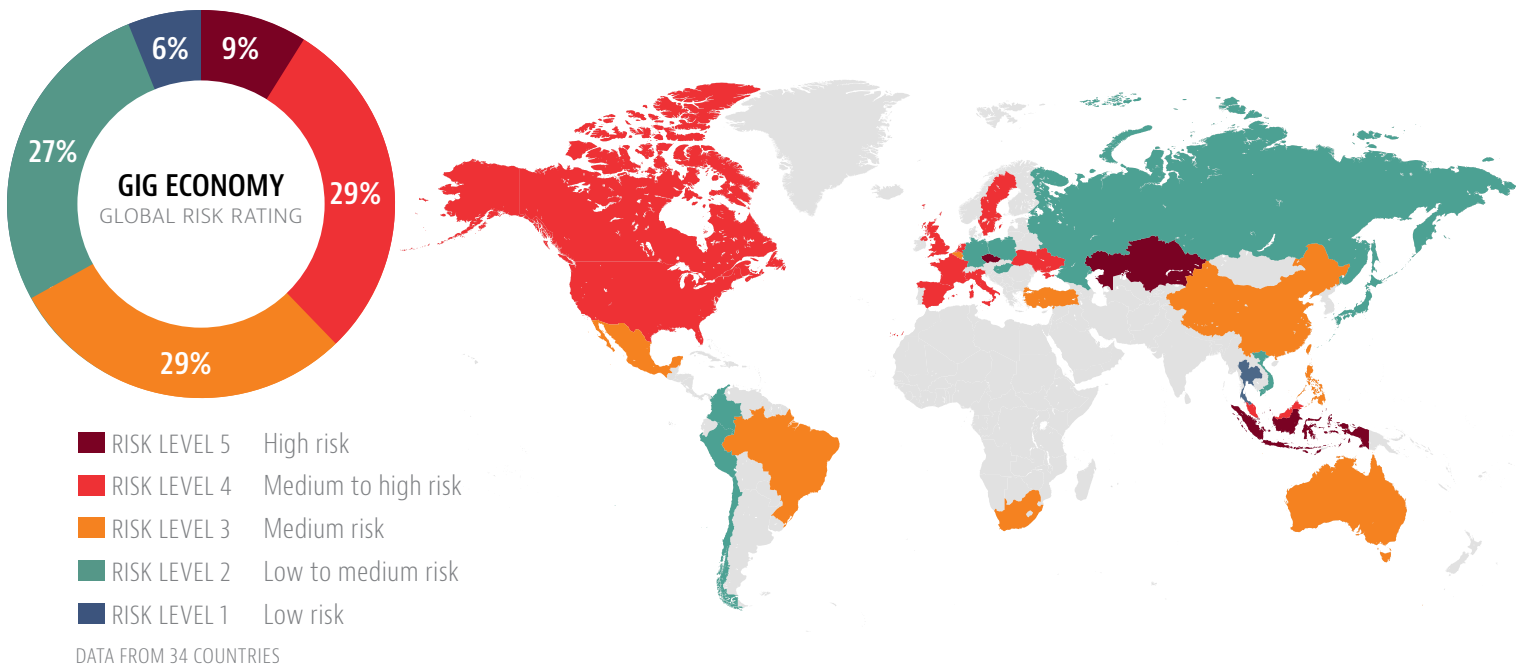 6%
9%
27%
29%
GIG ECONOMY
GLOBAL RISK RATING
29%
RISK LEVEL 5 High risk
RISK LEVEL 4 Medium to high risk
RISK LEVEL 3 Medium risk
RISK LEVEL 2 Low to medium risk
RISK LEVEL 1 Low risk
DATA FROM 34 COUNTRIES